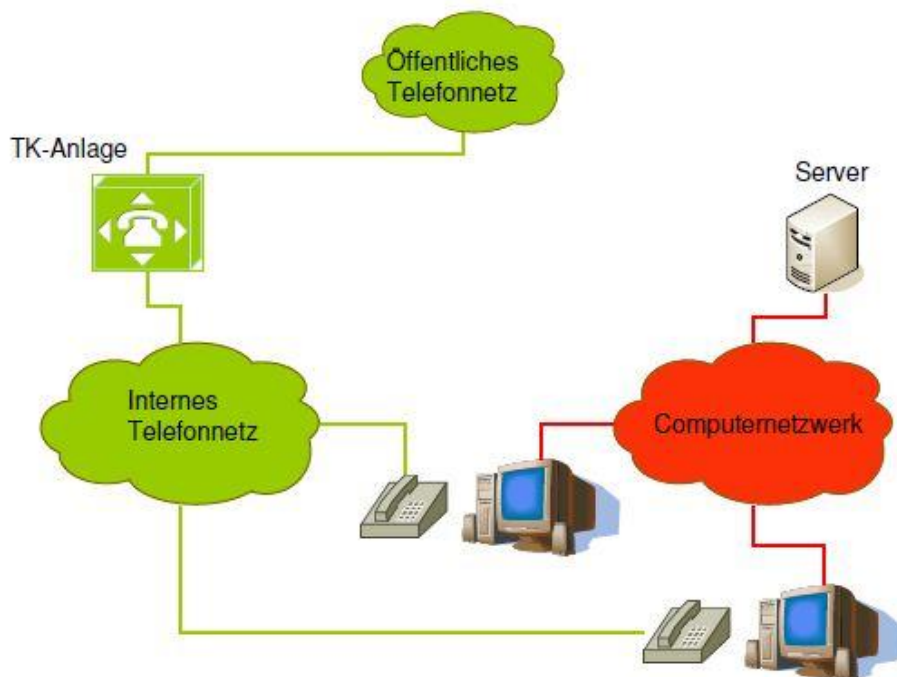 Öffentliches
Telefonnetz
TK-Anlage
Server
Internes
Telefonnetz
Computernetzwerk